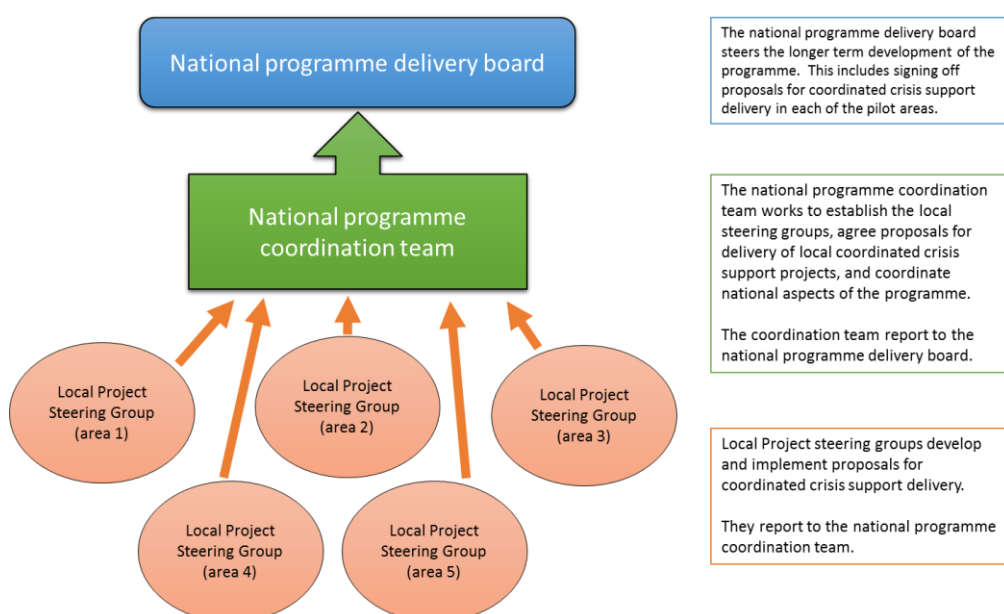 National programme delivery board
The national programme delivery board
steers the longer term development of the
programme.  This includes signing off
proposals for coordinated crisis support
delivery in each of the pilot areas.
National programme
coordination team
The national programme coordination
team works to establish the local
steering groups, agree proposals for
delivery of local coordinated crisis
support projects, and coordinate
national aspects of the programme.
The coordination team report to the
national programme delivery board.
Local Project
Steering Group
(area 1)
Local Project
Steering Group
(area 2)
Local Project
Steering Group
(area 3)
Local Project
Steering Group
(area 4)
Local Project
Steering Group
(area 5)
Local Project steering groups develop
and implement proposals for
coordinated crisis support delivery.
They report to the national programme
coordination team.